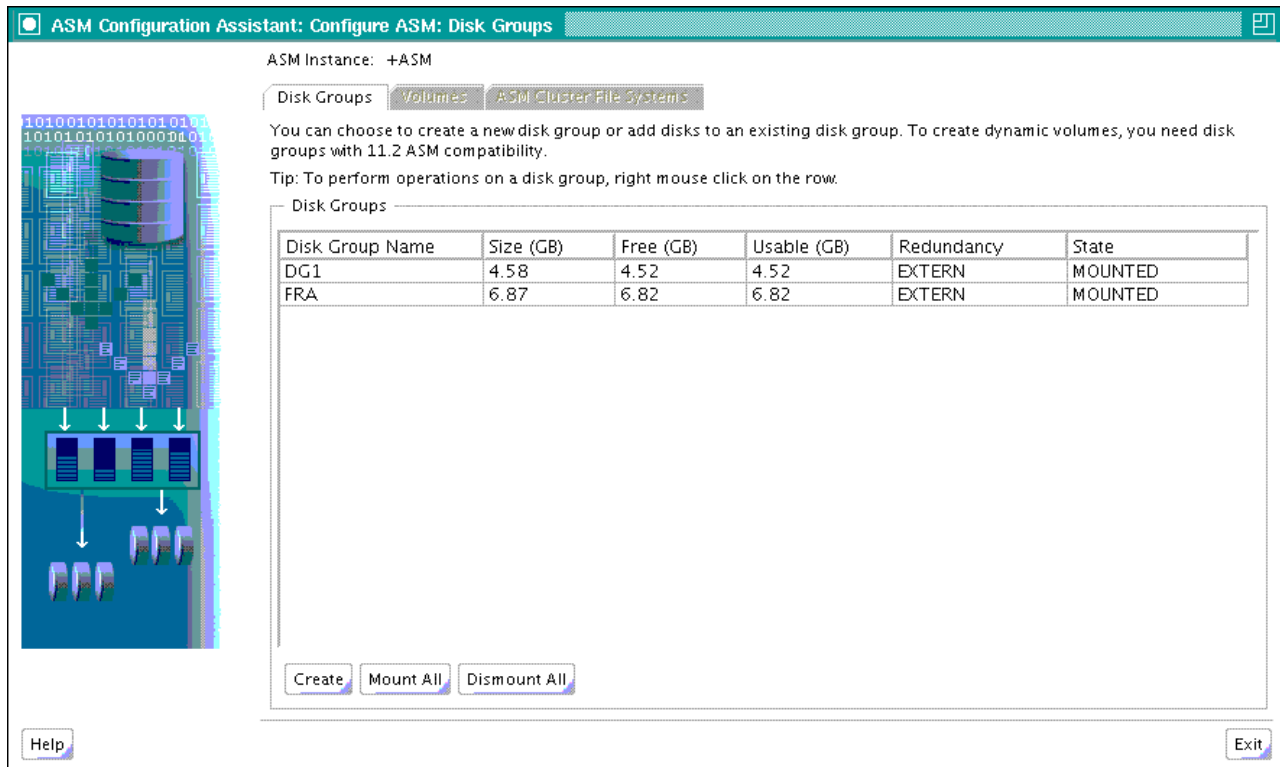 ASM Configuration Assistant: Configure ASM: Disk Groups
ASM Instance: +ASM
Disk Groups Volumes ASM Cluster File Systems
You can choose to create a new disk group or add disks to an existing disk group. To create dynamic volumes, you need disk
groups with 11.2 ASM compatibility.
Tip: To perform operations on a disk group, right mouse click on the row.
Disk Groups
Disk Group Name Size (GB) Free (GB) Usable (GB) Redundancy State
DG1 4.58 4.52 4.52 EXTERN MOUNTED
FRA 6.87 6.82 6.82 EXTERN MOUNTED
Create Mount All Dismount All
Help Exit